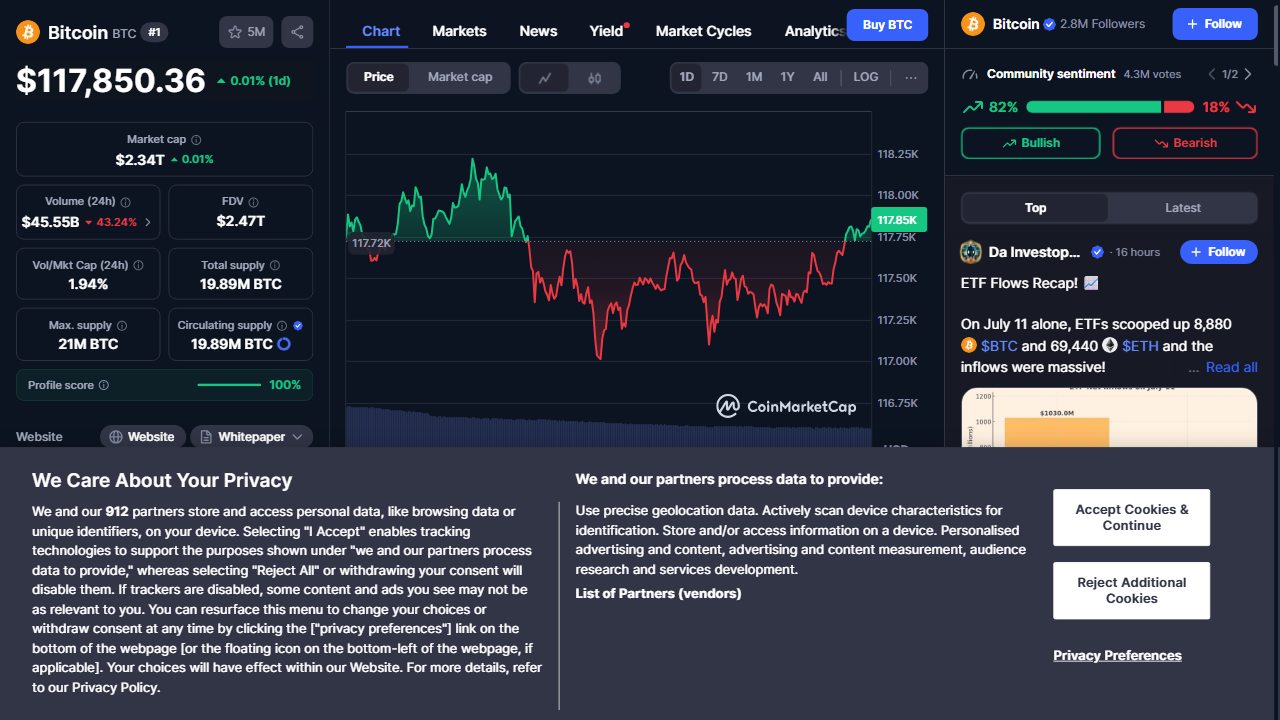 Bitcoin BTC #1
5M
$117,850.36 0.01% (1d)
Market cap
$2.34T 0.01%
Volume (24h)
$45.55B 43.24%
FDV
$2.47T
Vol/Mkt Cap (24h)
1.94%
Total supply
19.89M BTC
Max. supply
21M BTC
Circulating supply
19.89M BTC
Profile score
100%
Website
Website
Whitepaper
Chart
Markets
News
Yield
Market Cycles
Analytics
Buy BTC
Price
Market cap
1D
7D
1M
1Y
All
LOG
...
118.25K
118.00K
117.85K
117.75K
117.50K
117.25K
117.00K
116.75K
117.72K
CoinMarketCap
Bitcoin 2.8M Followers
+ Follow
Community sentiment 4.3M votes
1/2
82%
18%
Bullish
Bearish
Top
Latest
Da Investop... · 16 hours
+ Follow
ETF Flows Recap!
On July 11 alone, ETFs scooped up 8,880
$BTC and 69,440 $ETH and the
inflows were massive!
... Read all
1200
$1030.0M
1000
We Care About Your Privacy
We and our 912 partners store and access personal data, like browsing data or
unique identifiers, on your device. Selecting "I Accept" enables tracking
technologies to support the purposes shown under "we and our partners process
data to provide," whereas selecting "Reject All" or withdrawing your consent will
disable them. If trackers are disabled, some content and ads you see may not be
as relevant to you. You can resurface this menu to change your choices or
withdraw consent at any time by clicking the ["privacy preferences"] link on the
bottom of the webpage [or the floating icon on the bottom-left of the webpage, if
applicable]. Your choices will have effect within our Website. For more details, refer
to our Privacy Policy.
We and our partners process data to provide:
Use precise geolocation data. Actively scan device characteristics for
identification. Store and/or access information on a device. Personalised
advertising and content, advertising and content measurement, audience
research and services development.
List of Partners (vendors)
Accept Cookies &
Continue
Reject Additional
Cookies
Privacy Preferences